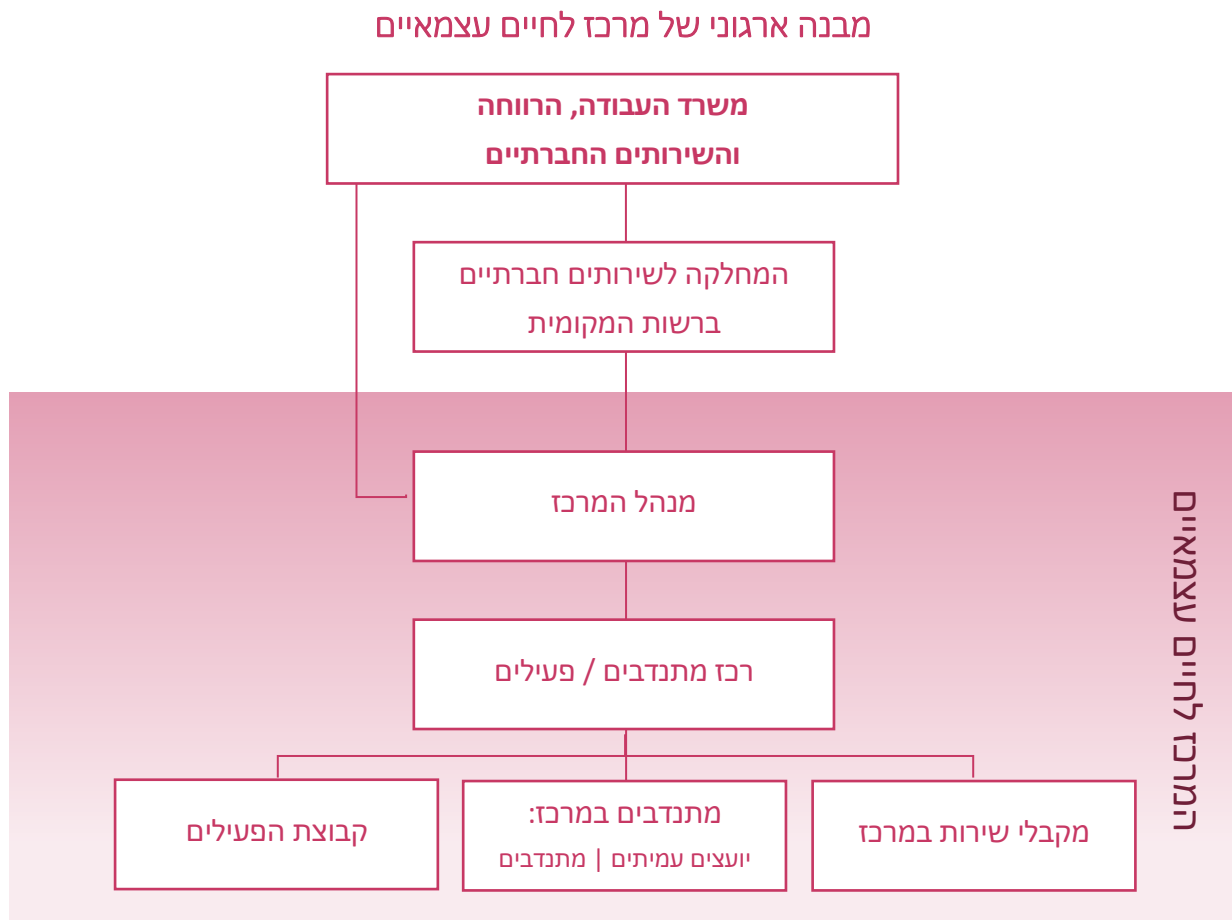 מבנה ארגוני של מרכז לחיים עצמאיים
משרד העבודה, הרווחה
והשירותים החברתיים
המחלקה לשירותים חברתיים
ברשות המקומית
מנהל המרכז
רכז מתנדבים / פעילים
מקבלי שירות במרכז
מתנדבים במרכז:
יועצים עמיתים | מתנדבים
קבוצת הפעילים
המרכז לחיים עצמאיים